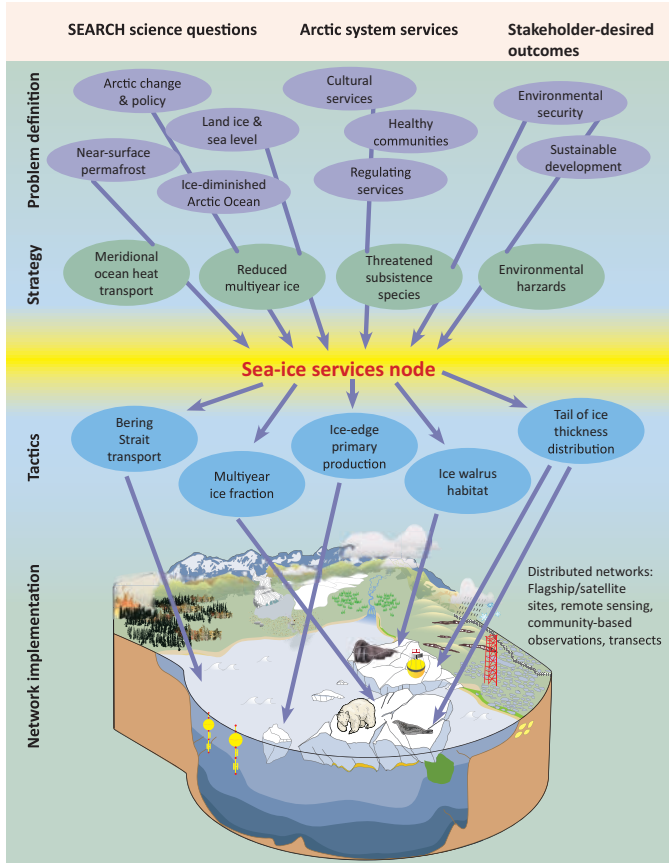 SEARCH science questions
Arctic system services
Stakeholder-desired
outcomes
Problem definition
Arctic change
& policy
Land ice &
sea level
Near-surface
permafrost
Ice-diminished
Arctic Ocean
Cultural
services
Healthy
communities
Regulating
services
Environmental
security
Sustainable
development
Strategy
Meridional
ocean heat
transport
Reduced
multiyear ice
Threatened
subsistence
species
Environmental
harzards
Sea-ice services node
Tactics
Bering
Strait
transport
Multiyear
ice fraction
Ice-edge
primary
production
Ice walrus
habitat
Tail of ice
thickness
distribution
Network implementation
Distributed networks:
Flagship/satellite
sites, remote sensing,
community-based
observations, transects